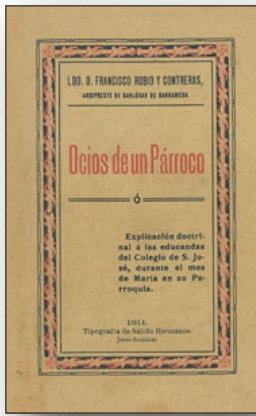 LDO. D. FRANCISCO RUBIO Y CONTRERAS,
ARCIPRESTE DE SANLÚCAR DE BARRAMEDA
Ocios de un Párroco
ó
Explicación doctri-
nal á las educandas
del Colegio de S. Jo-
sé, durante el mes
de María en su Pa-
rroquia.
1911.
Tipografía de Salido Hermanos.